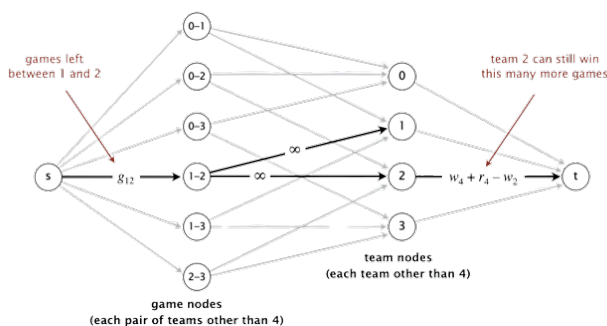 games left
between 1 and 2
team 2 can still win
this many more games
0–1
0–2
0–3
1–2
1–3
2–3
s
g12
∞
∞
0
1
2
3
w4 + r4 − w2
t
game nodes
(each pair of teams other than 4)
team nodes
(each team other than 4)